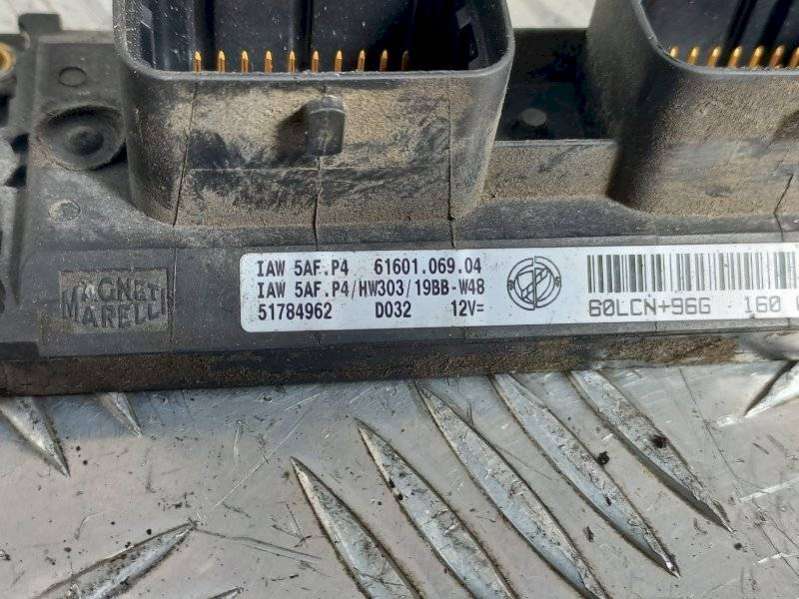 MAGNETI
MARELLI
IAW 5AF.P4 61601.069.04
IAW 5AF.P4/HW303/19BB-W48
51784962 D032 12V=
60LCN+96G 160